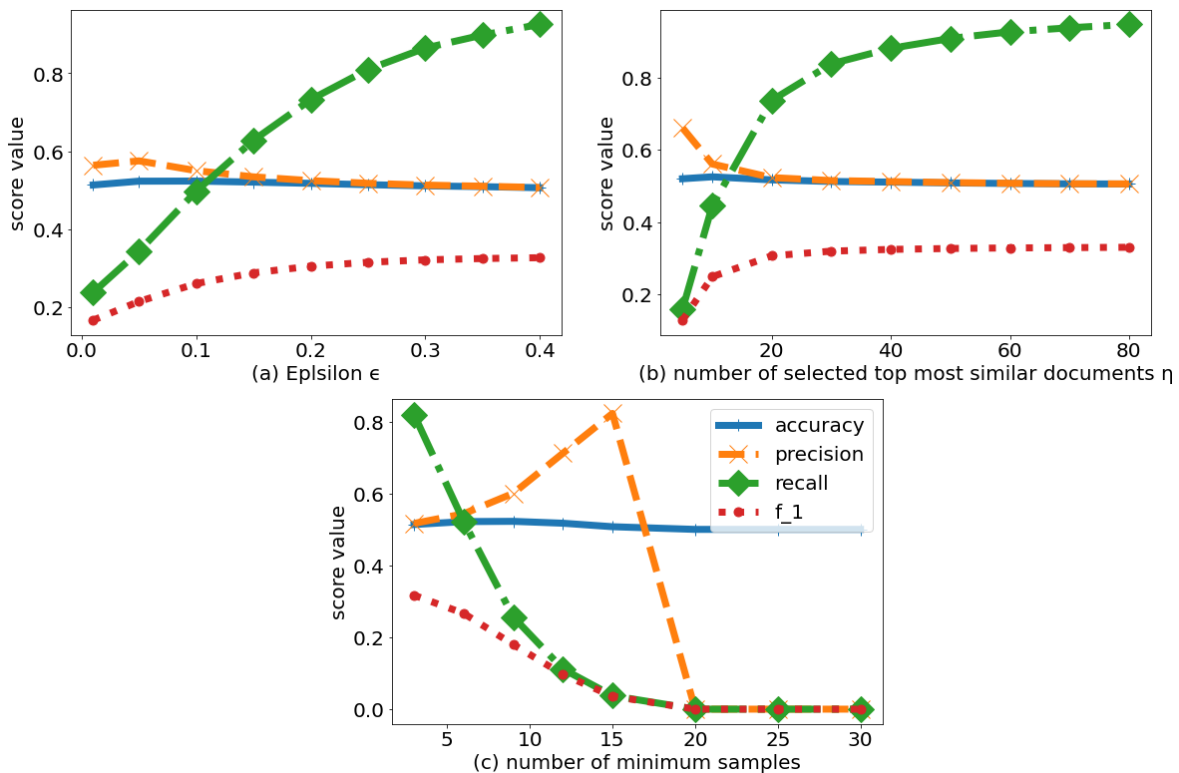 0.8
0.6
0.4
0.2
score value
0.0 0.1 0.2 0.3 0.4
(a) Eplsilon ϵ
0.8
0.6
0.4
0.2
score value
20 40 60 80
(b) number of selected top most similar documents η
0.8
0.6
0.4
0.2
0.0
score value
accuracy
precision
recall
f_1
5 10 15 20 25 30
(c) number of minimum samples